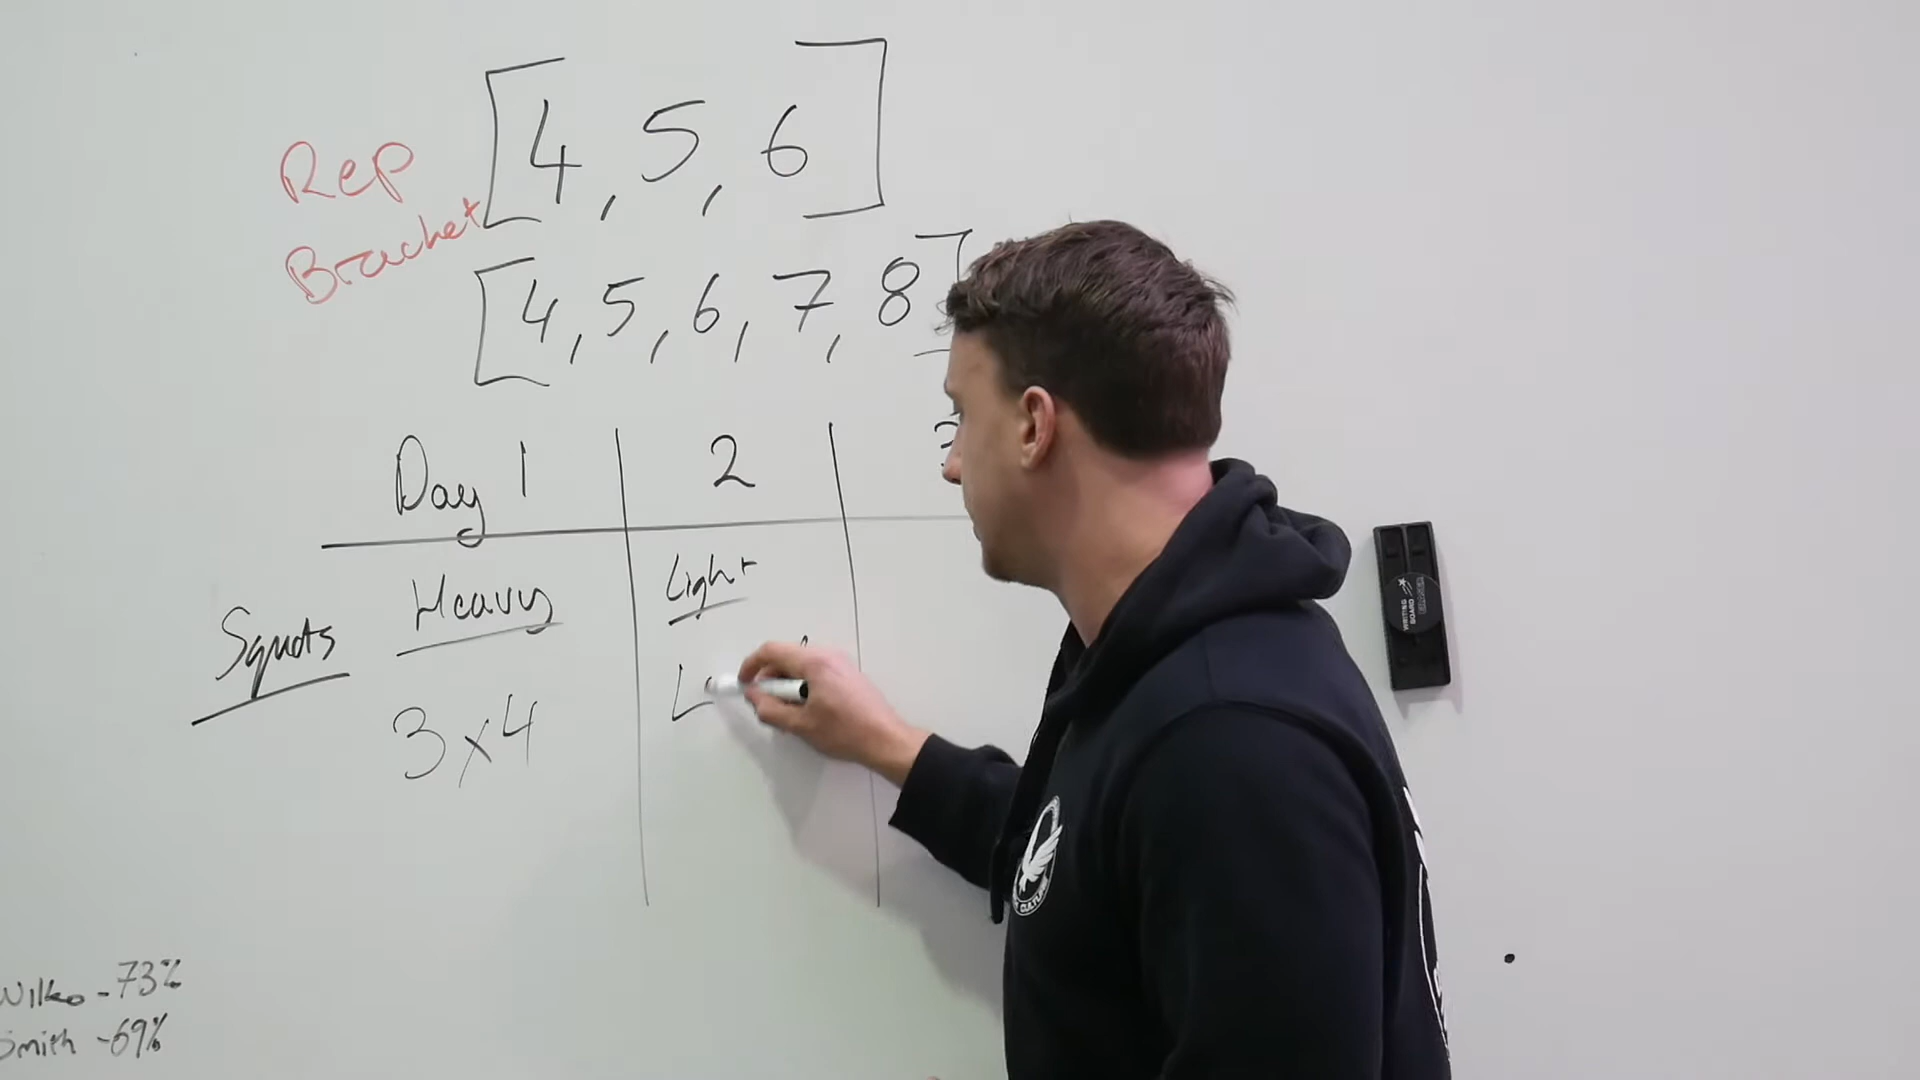 [4, 5, 6]
Rep
Bracket
[4, 5, 6, 7, 8]
Day 1 2
Squats Heavy Light
3x4
Wilko - 73%
Smith - 69%